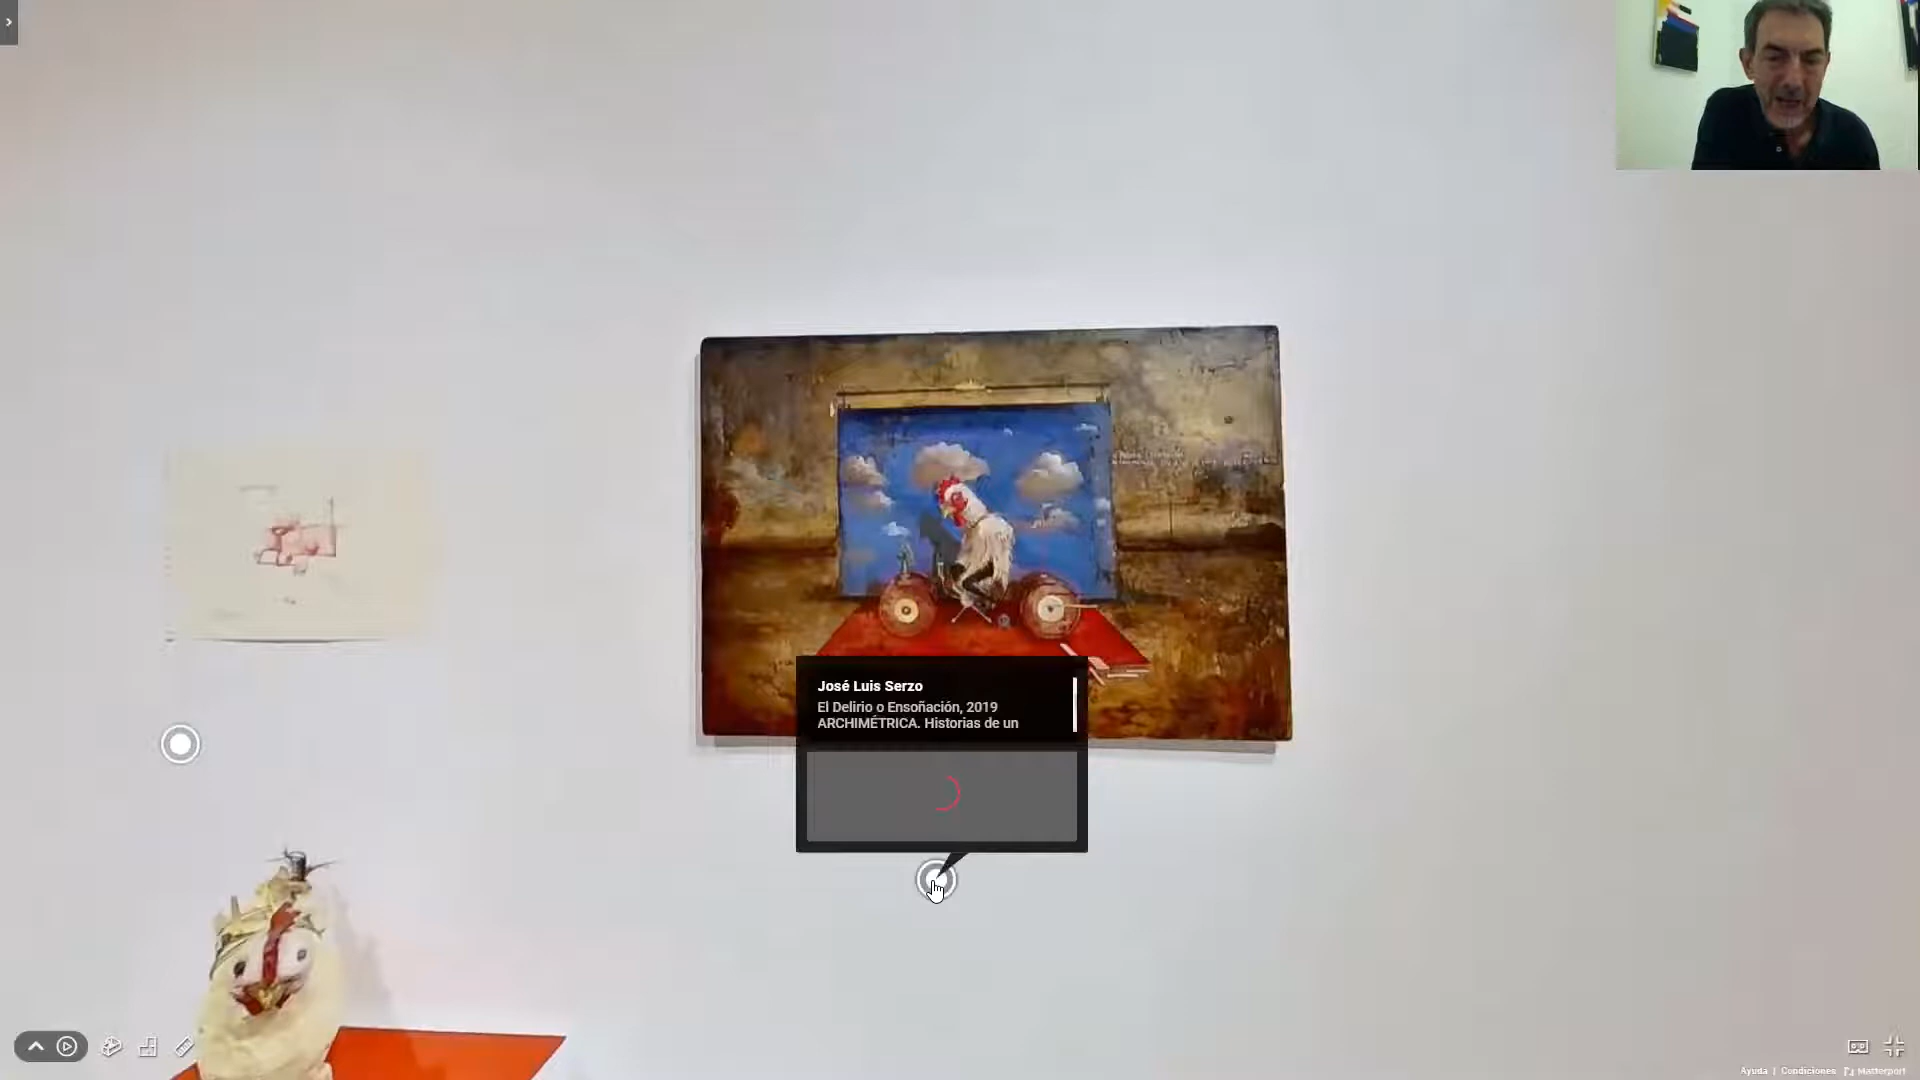 José Luis Serzo
El Delirio o Ensoñación, 2019
ARCHIMÉTRICA. Historias de un
Ayuda | Condiciones Matterport